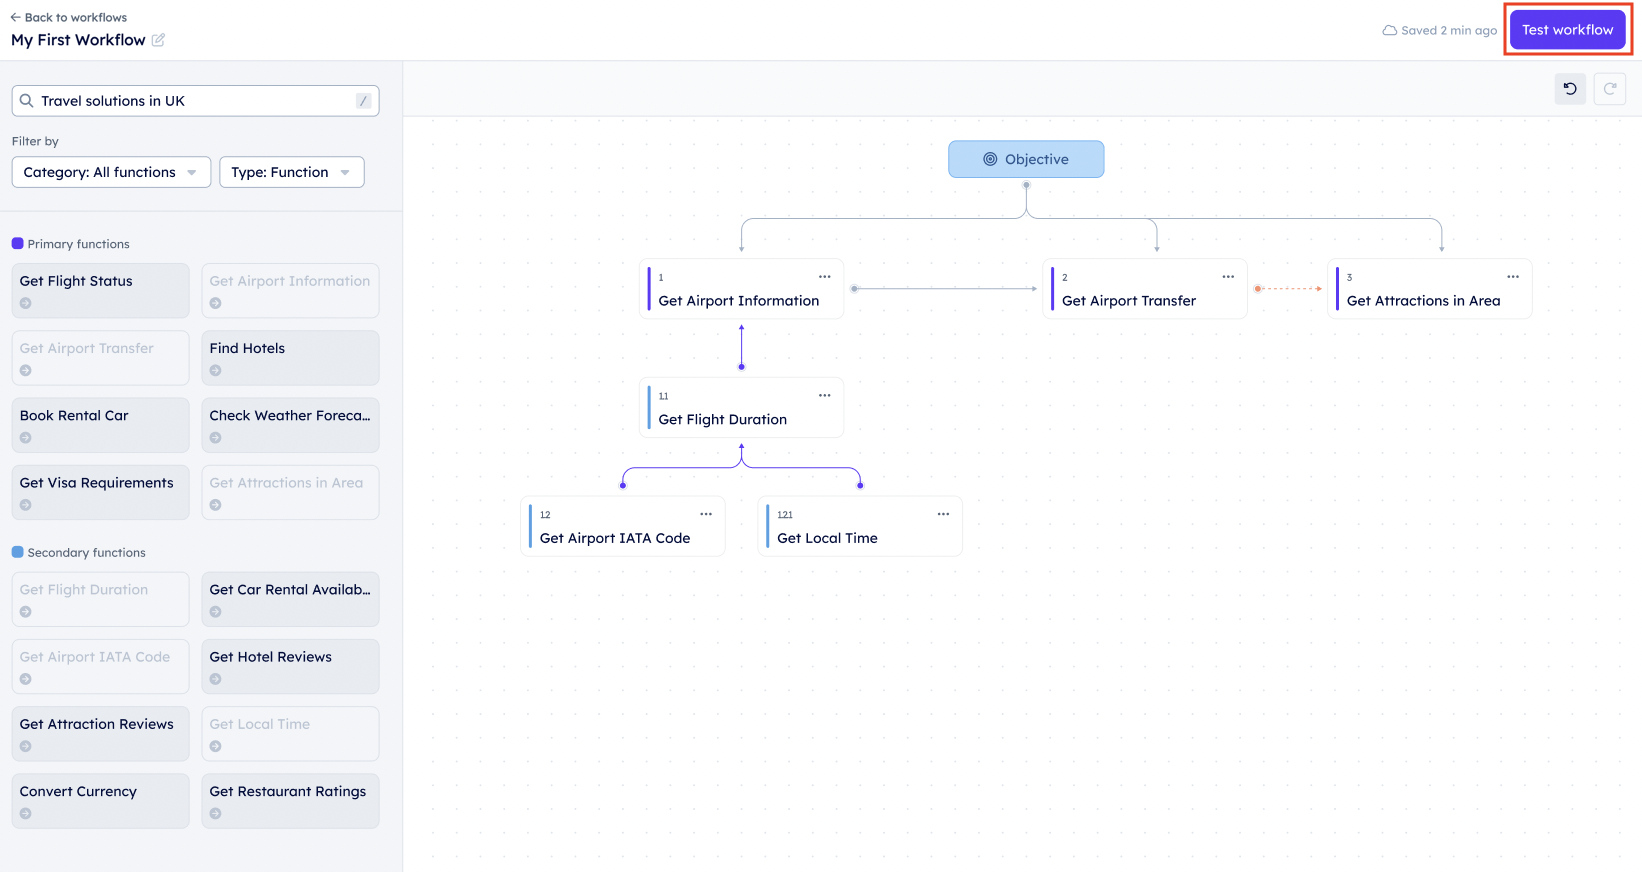 Back to workflows
My First Workflow
Saved 2 min ago
Test workflow
Travel solutions in UK
/
Filter by
Category: All functions
Type: Function
Primary functions
Get Flight Status
Get Airport Information
Get Airport Transfer
Find Hotels
Book Rental Car
Check Weather Foreca...
Get Visa Requirements
Get Attractions in Area
Secondary functions
Get Flight Duration
Get Car Rental Availab...
Get Airport IATA Code
Get Hotel Reviews
Get Attraction Reviews
Get Local Time
Convert Currency
Get Restaurant Ratings
Objective
1
Get Airport Information
2
Get Airport Transfer
3
Get Attractions in Area
1.1
Get Flight Duration
1.2
Get Airport IATA Code
1.2.1
Get Local Time